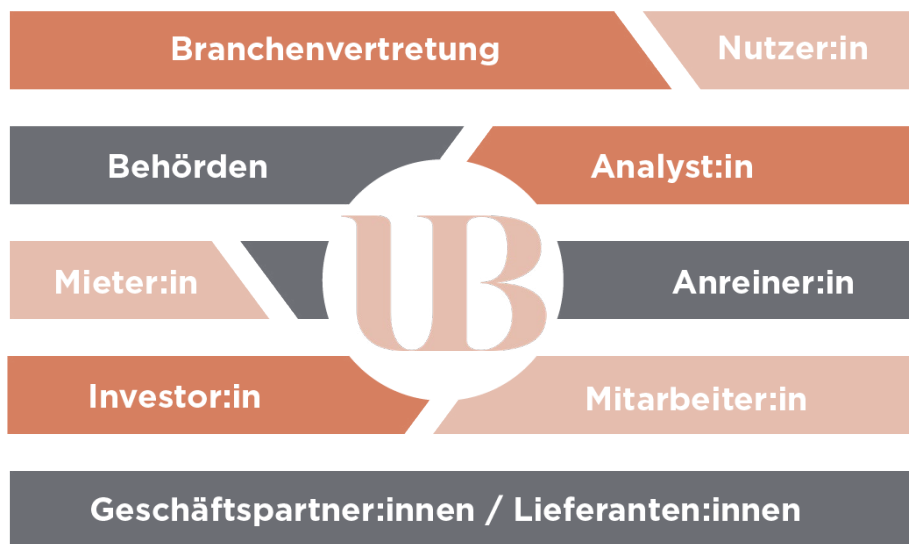 Branchenvertretung Nutzer:in
Behörden Analyst:in
UB
Mieter:in Anreiner:in
Investor:in Mitarbeiter:in
Geschäftspartner:innen / Lieferanten:innen